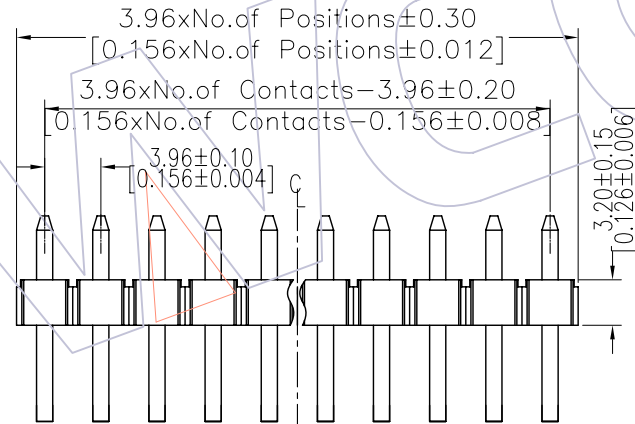 3.96xNo.of Positions±0.30
[0.156xNo.of Positions±0.012]
3.96xNo.of Contacts-3.96±0.20
[0.156xNo.of Contacts-0.156±0.008]
3.96±0.10
[0.156±0.004]
CL
3.20±0.15
[0.126±0.006]